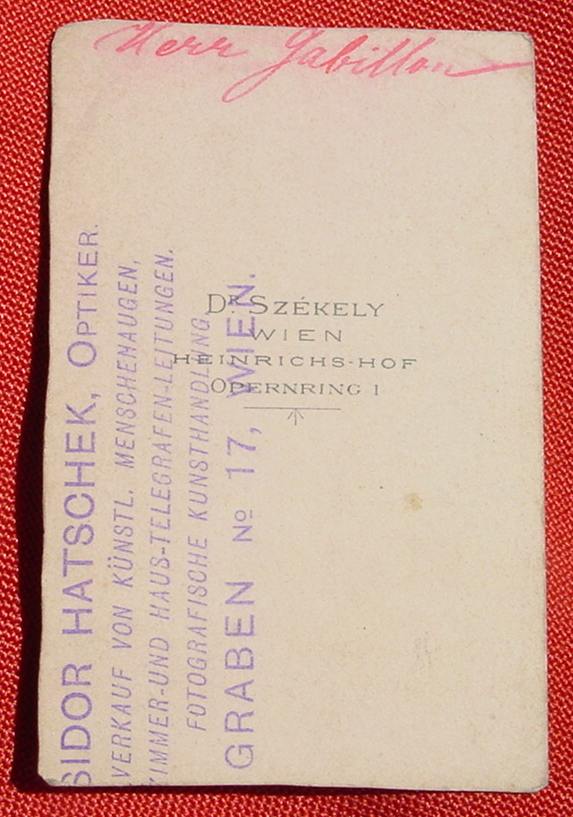 Herr Gabillon
Dr. SZÉKELY
WIEN
HEINRICHS-HOF
OPERNRING 1
SIDOR HATSCHEK, OPTIKER.
VERKAUF VON KÜNSTL. MENSCHENAUGEN,
ZIMMER-UND HAUS-TELEGRAFEN-LEITUNGEN.
FOTOGRAFISCHE KUNSTHANDLUNG
GRABEN No 17, WIEN.